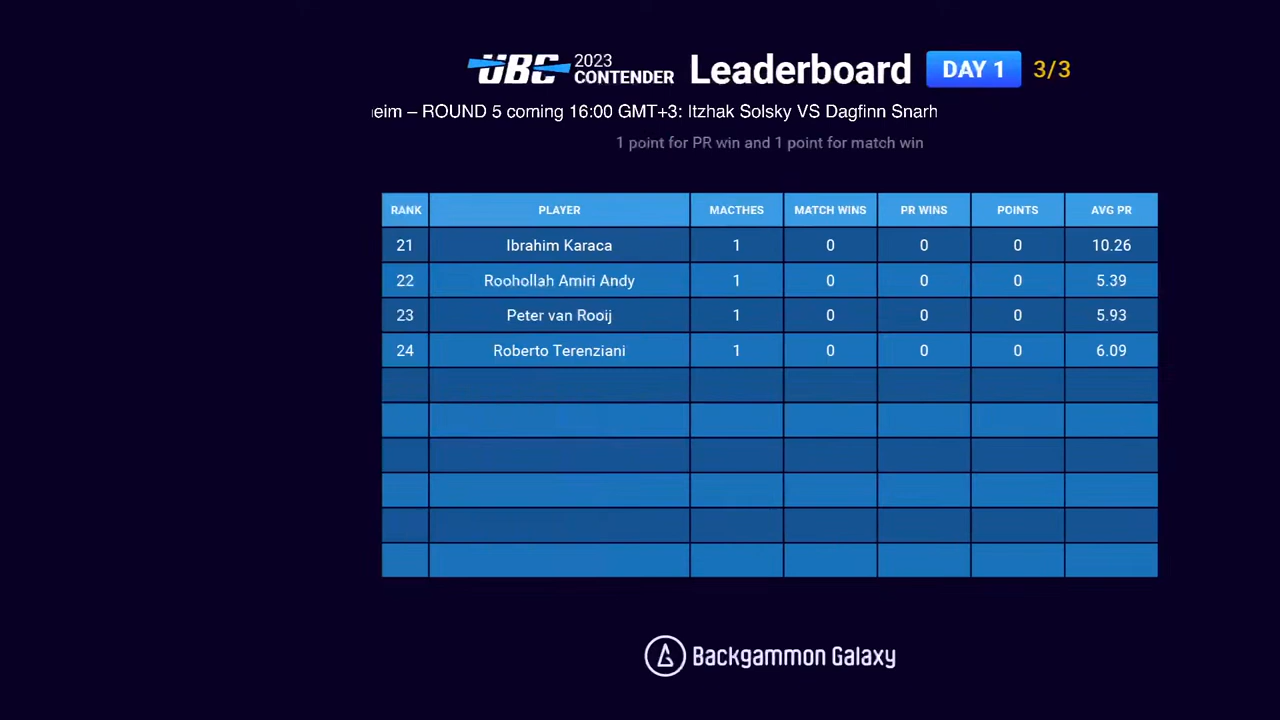 UBC 2023 CONTENDER Leaderboard DAY 1 3/3
eim – ROUND 5 coming 16:00 GMT+3: Itzhak Solsky VS Dagfinn Snarh
1 point for PR win and 1 point for match win
RANK PLAYER MACTHES MATCH WINS PR WINS POINTS AVG PR
21 Ibrahim Karaca 1 0 0 0 10.26
22 Roohollah Amiri Andy 1 0 0 0 5.39
23 Peter van Rooij 1 0 0 0 5.93
24 Roberto Terenziani 1 0 0 0 6.09
Backgammon Galaxy